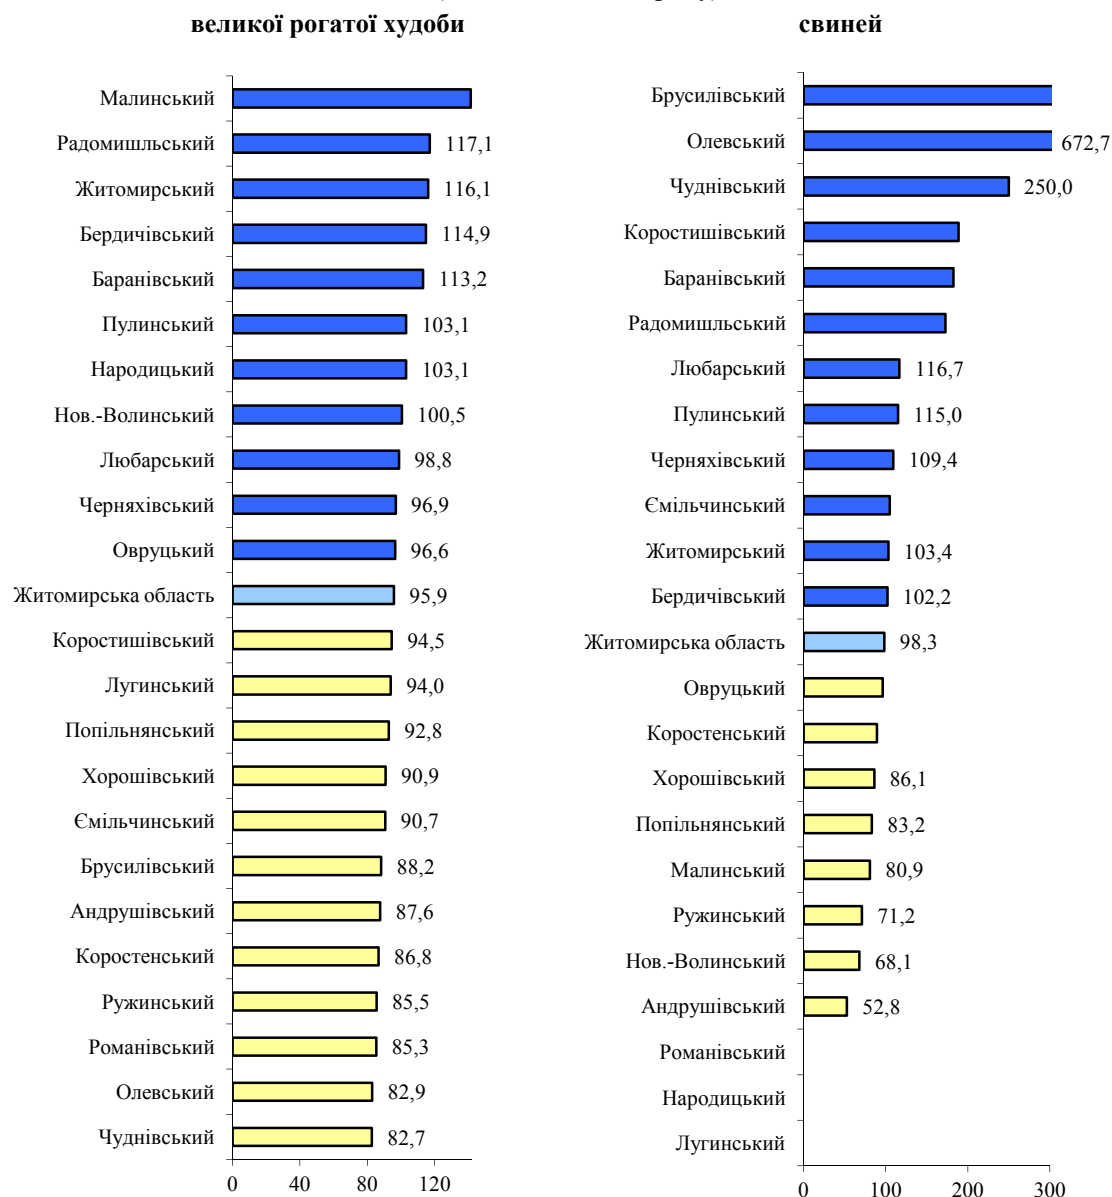 великої рогатої худоби
Малинський
Радомишльський 117,1
Житомирський 116,1
Бердичівський 114,9
Баранівський 113,2
Пулинський 103,1
Народицький 103,1
Нов.-Волинський 100,5
Любарський 98,8
Черняхівський 96,9
Овруцький 96,6
Житомирська область 95,9
Коростишівський 94,5
Лугинський 94,0
Попільнянський 92,8
Хорошівський 90,9
Ємільчинський 90,7
Брусилівський 88,2
Андрушівський 87,6
Коростенський 86,8
Ружинський 85,5
Романівський 85,3
Олевський 82,9
Чуднівський 82,7
0 40 80 120
свиней
Брусилівський
Олевський 672,7
Чуднівський 250,0
Коростишівський
Баранівський
Радомишльський
Любарський 116,7
Пулинський 115,0
Черняхівський 109,4
Ємільчинський
Житомирський 103,4
Бердичівський 102,2
Житомирська область 98,3
Овруцький
Коростенський
Хорошівський 86,1
Попільнянський 83,2
Малинський 80,9
Ружинський 71,2
Нов.-Волинський 68,1
Андрушівський 52,8
Романівський
Народицький
Лугинський
0 100 200 300